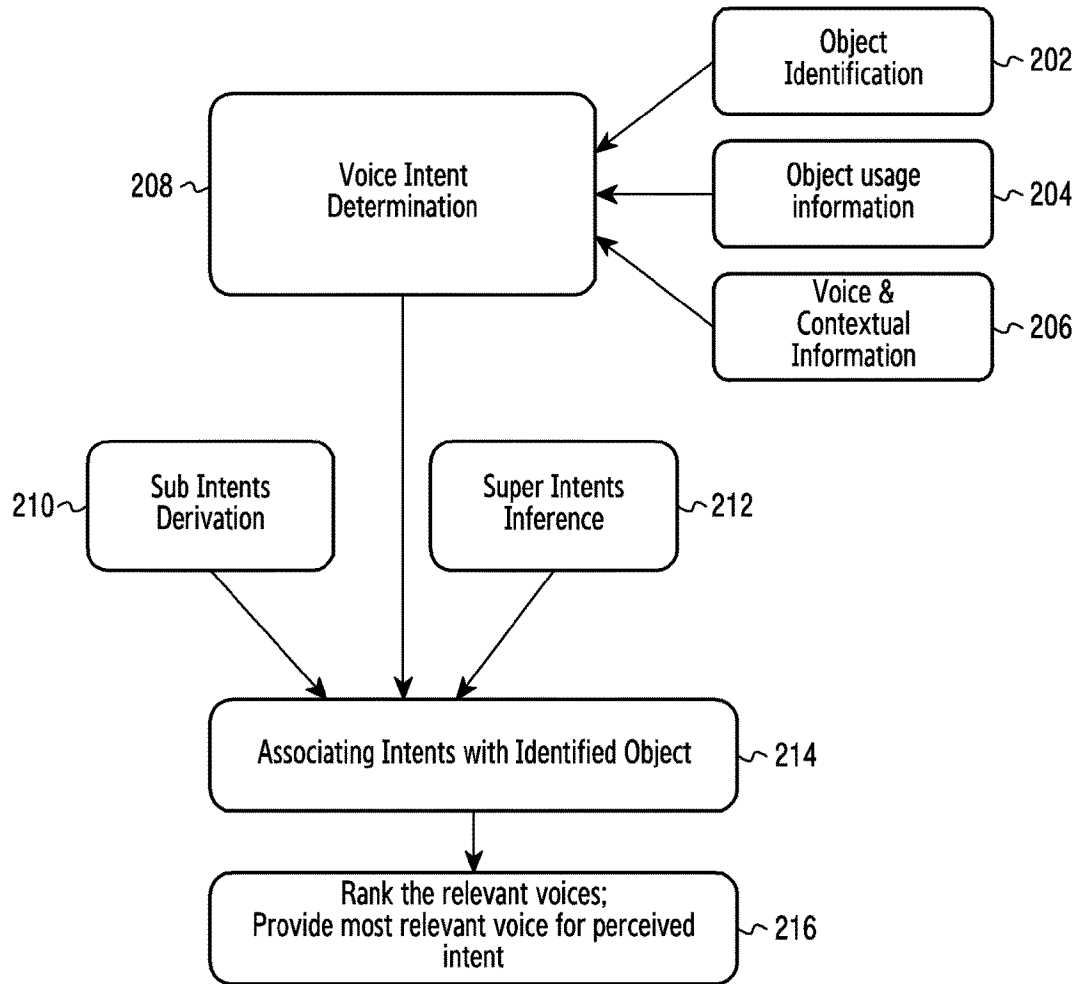 Object
Identification
202
Voice Intent
Determination
208
Object usage
information
204
Voice &
Contextual
Information
206
210
Sub Intents
Derivation
Super Intents
Inference
212
Associating Intents with Identified Object
214
Rank the relevant voices;
Provide most relevant voice for perceived
intent
216